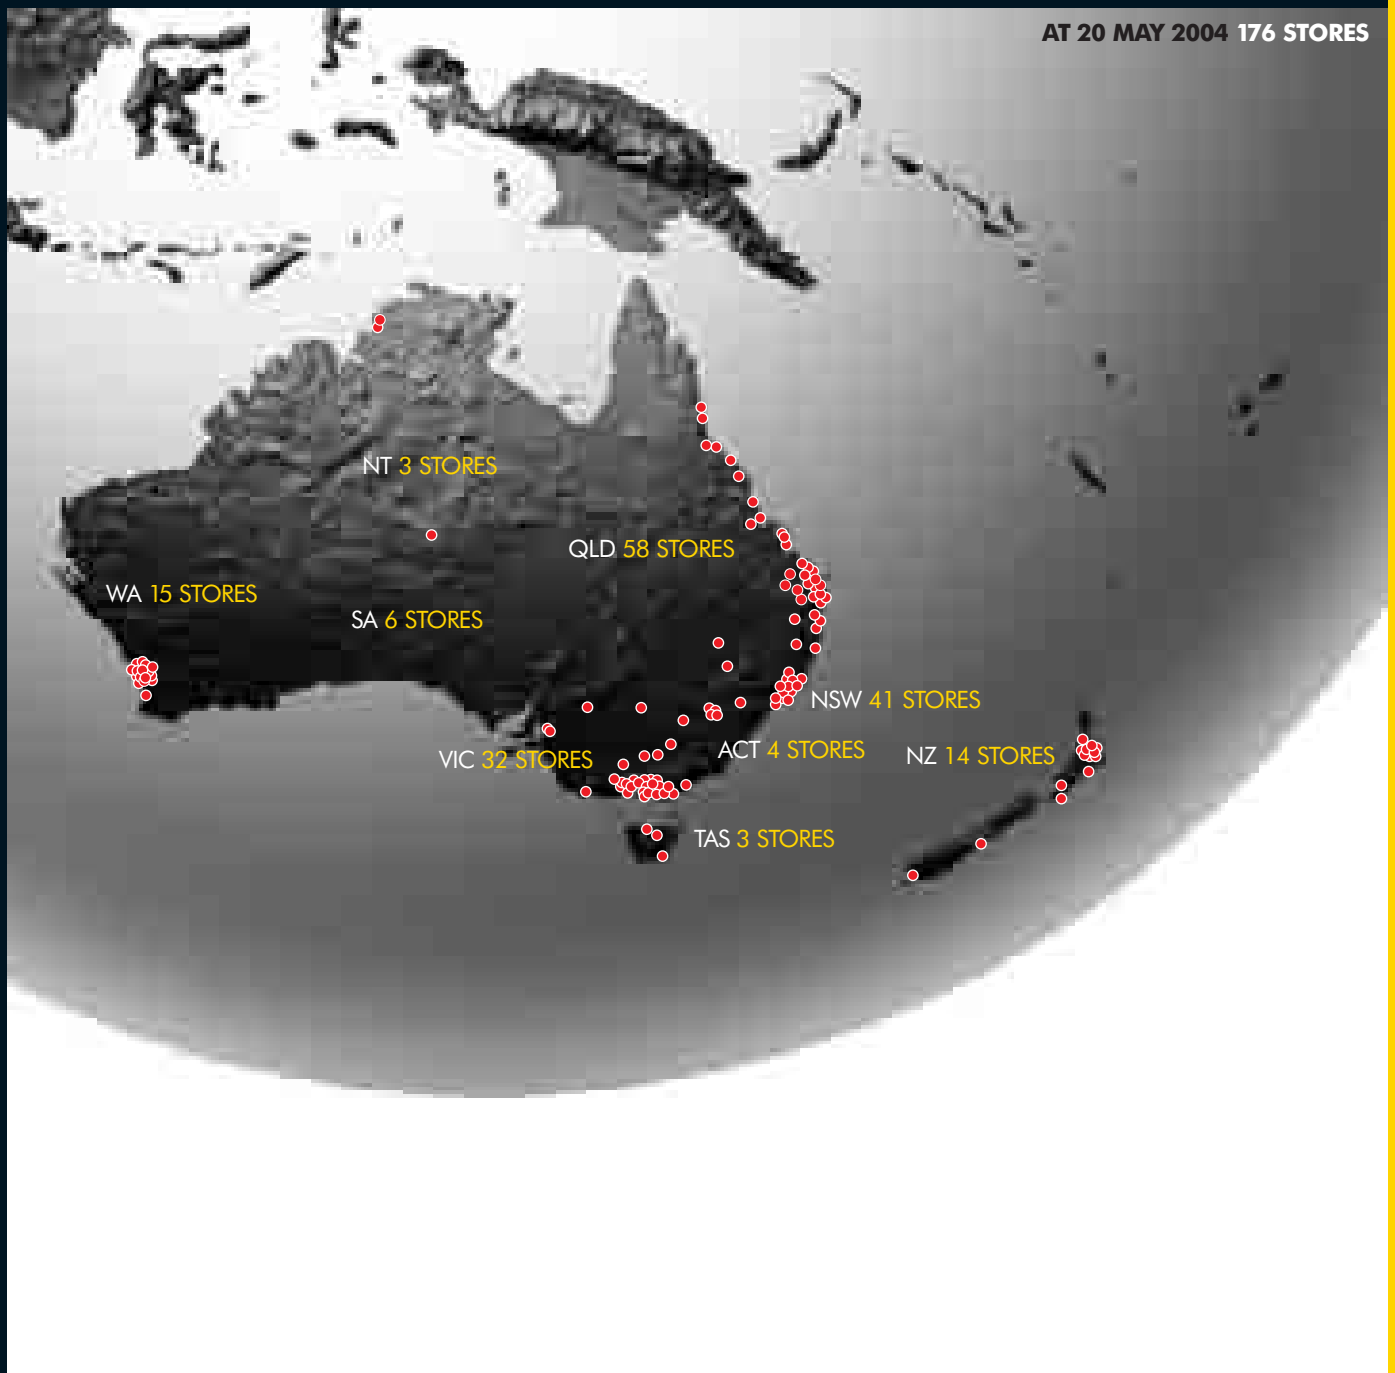 AT 20 MAY 2004 176 STORES
NT 3 STORES
QLD 58 STORES
WA 15 STORES
SA 6 STORES
NSW 41 STORES
ACT 4 STORES
NZ 14 STORES
VIC 32 STORES
TAS 3 STORES